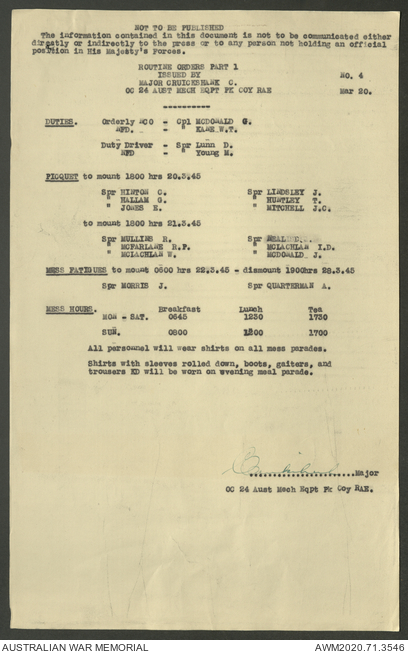 NOT TO BE PUBLISHED
The information contained in this document is not to be communicated either
directly or indirectly to the press or to any person not holding an official
position in His Majesty's Forces.
ROUTINE ORDERS PART 1
ISSUED BY NO. 4
MAJOR CRUICKSHANK C.
OC 24 AUST MECH EQPT PK COY RAE Mar 20.
DUTIES. Orderly NCO - Cpl MCDONALD G.
NFD. - " KANE W.T.
Duty Driver - Spr Lunn D.
NFD - " Young M.
PICQUET to mount 1800 hrs 20.3.45
Spr HINTON C. Spr LINDSLEY J.
" HALLAM G. " HUNTLEY T.
" JONES E. " MITCHELL J.C.
to mount 1800 hrs 21.3.45
Spr MULLINS R. Spr
" MCFARLANE R.P. " MCLACHLAN I.D.
" MCLACHLAN W. " MCDONALD J.
MESS FATIGUES to mount 0600 hrs 22.3.45 - dismount 1900hrs 28.3.45
Spr MORRIS J. Spr QUARTERMAN A.
MESS HOURS. Breakfast Lunch Tea
MON - SAT. 0645 1230 1730
SUN. 0800 1200 1700
All personnel will wear shirts on all mess parades.
Shirts with sleeves rolled down, boots, gaiters, and
trousers KD will be worn on evening meal parade.
....................Major
OC 24 Aust Mech Eqpt Pk Coy RAE.
AUSTRALIAN WAR MEMORIAL AWM2020.71.3546